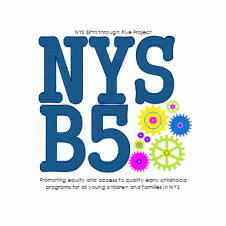 NYS Birth through Five Project
NYS
B5
Promoting equity and access to quality early childhood
programs for all young children and families in NYS